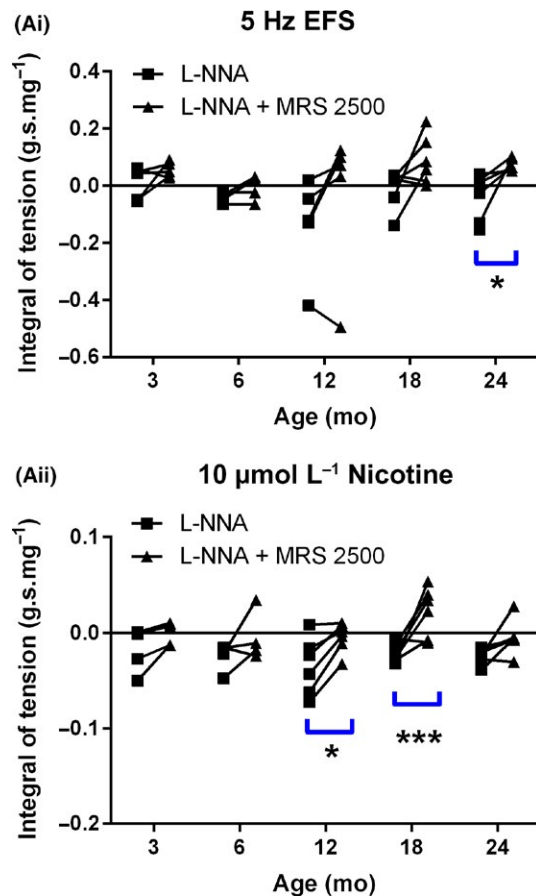 (Ai)
5 Hz EFS
L-NNA
L-NNA + MRS 2500
Integral of tension (g.s.mg⁻¹)
0.4
0.2
0.0
−0.2
−0.4
−0.6
*
3 6 12 18 24
Age (mo)
(Aii)
10 µmol L⁻¹ Nicotine
L-NNA
L-NNA + MRS 2500
Integral of tension (g.s.mg⁻¹)
0.1
0.0
−0.1
−0.2
* ***
3 6 12 18 24
Age (mo)